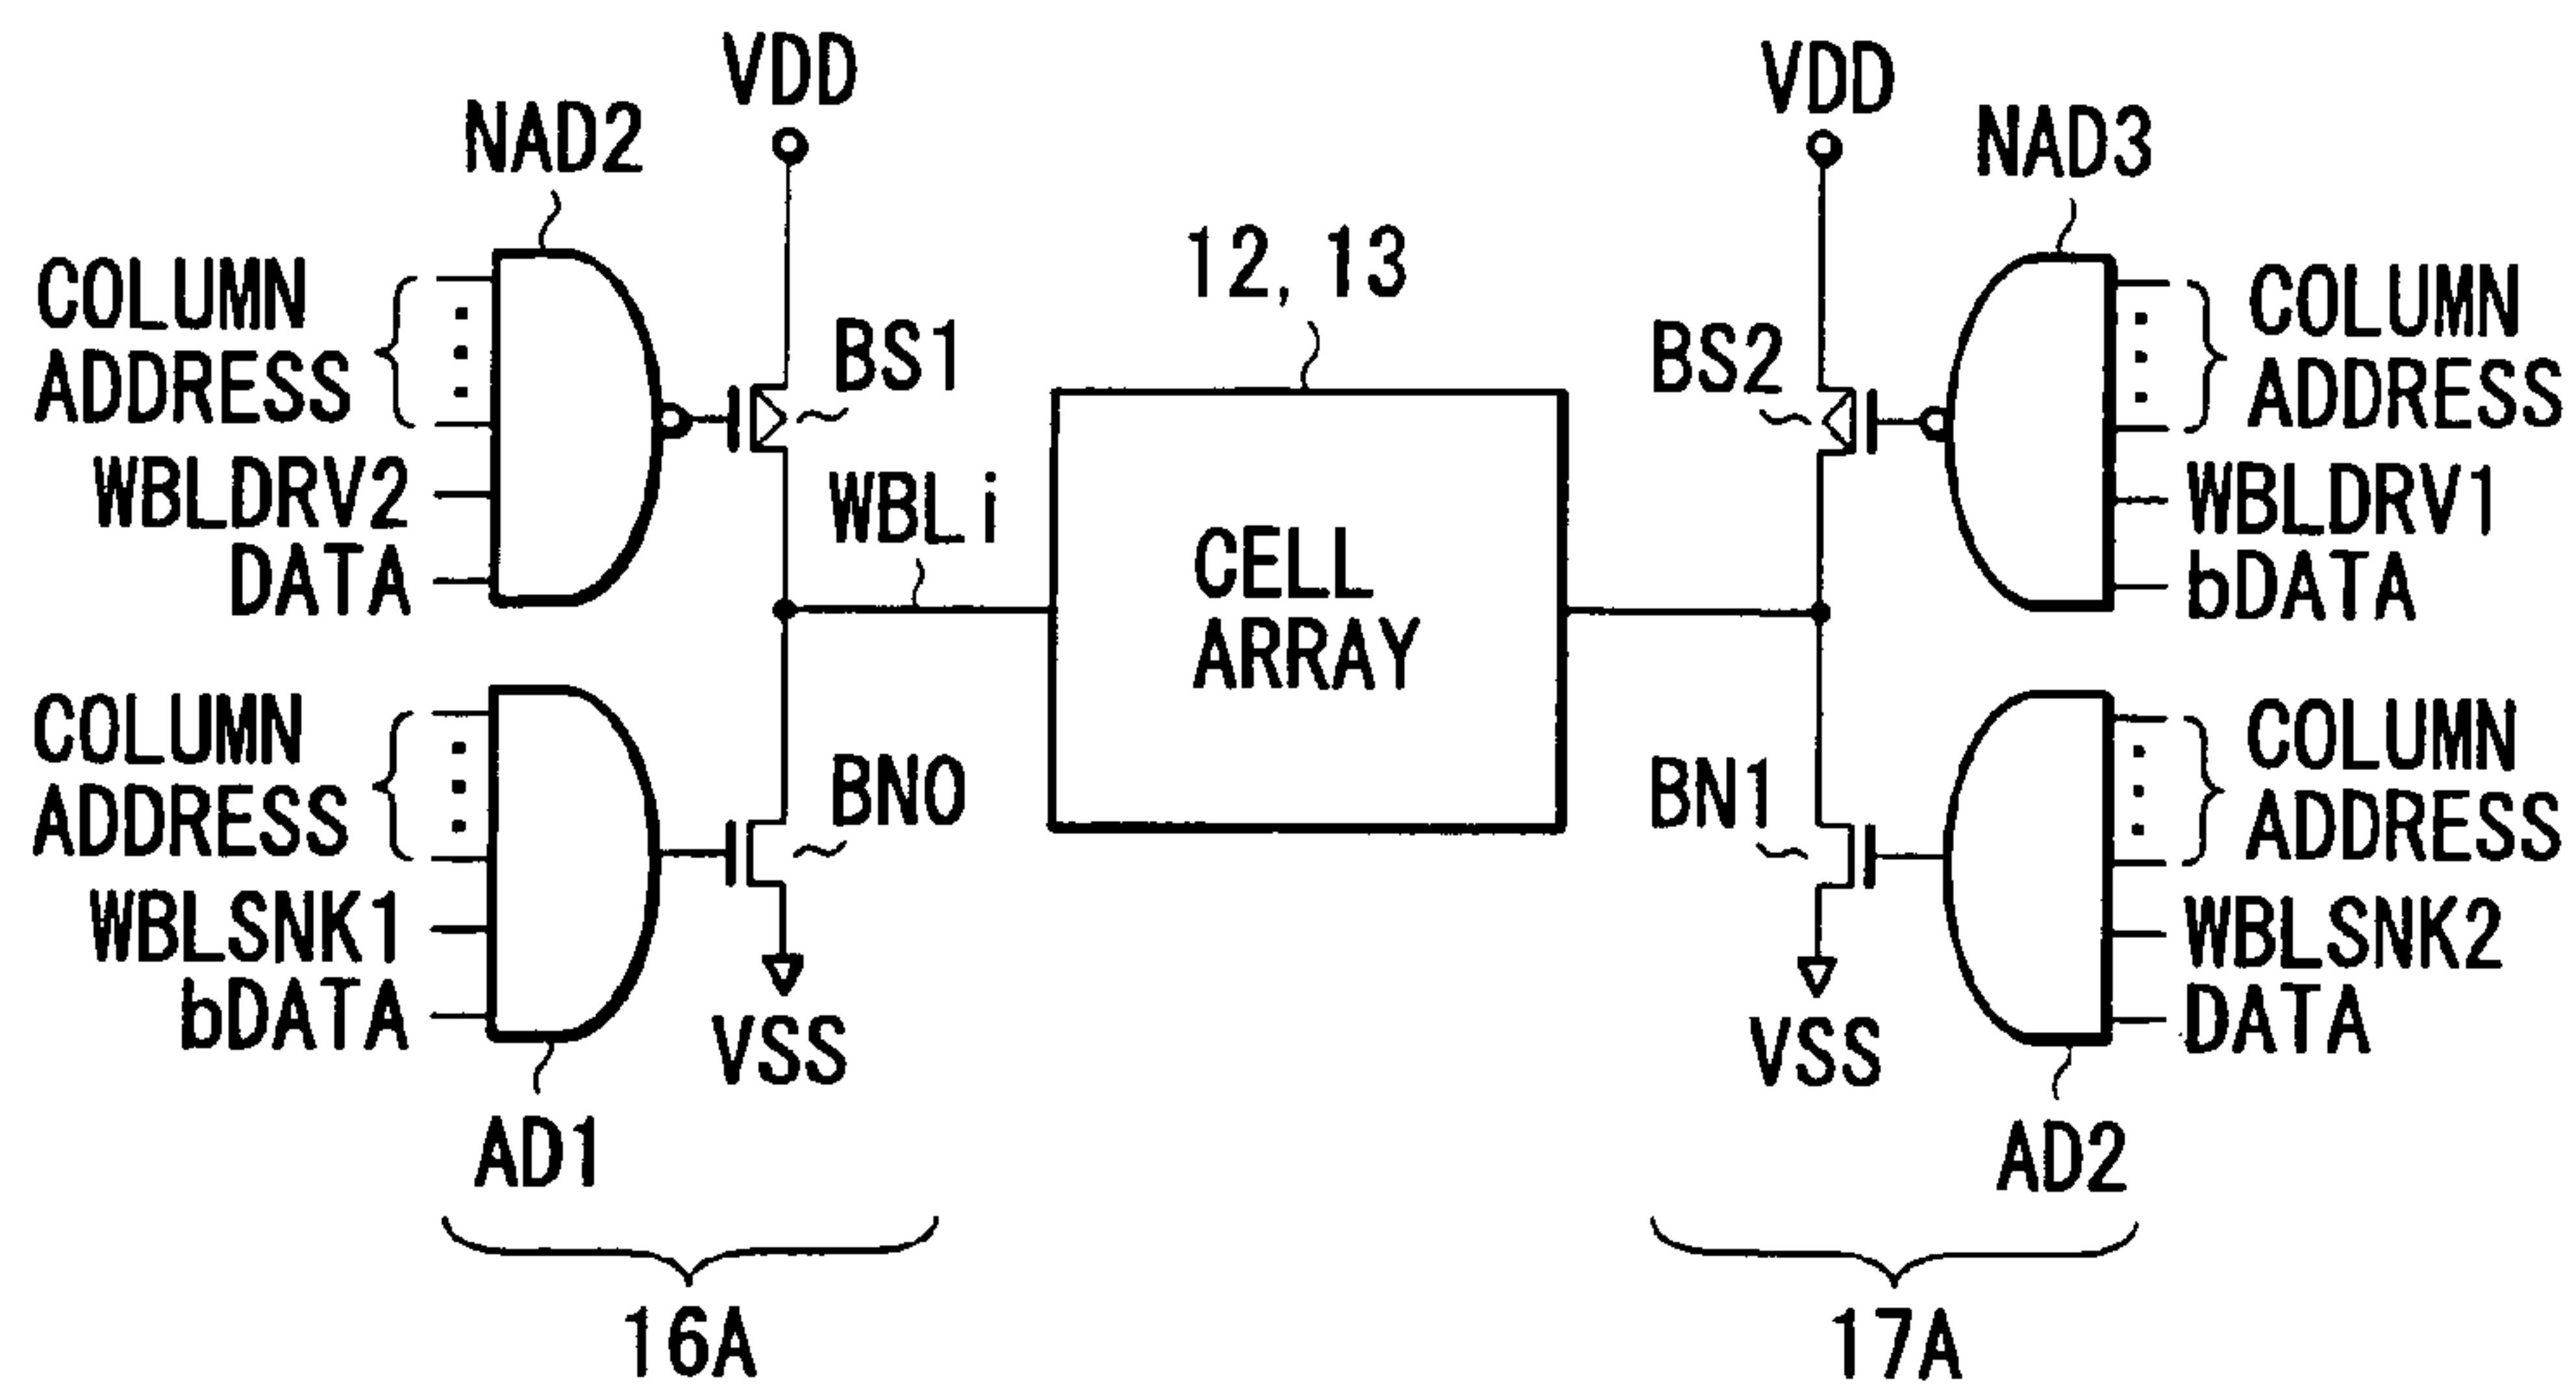 VDD
VDD
NAD2
NAD3
12, 13
COLUMN
ADDRESS
BS1
BS2
COLUMN
ADDRESS
WBLDRV2
WBLi
WBLDRV1
DATA
CELL
ARRAY
bDATA
COLUMN
ADDRESS
BN0
BN1
COLUMN
ADDRESS
WBLSNK1
WBLSNK2
bDATA
VSS
VSS
DATA
AD1
AD2
16A
17A